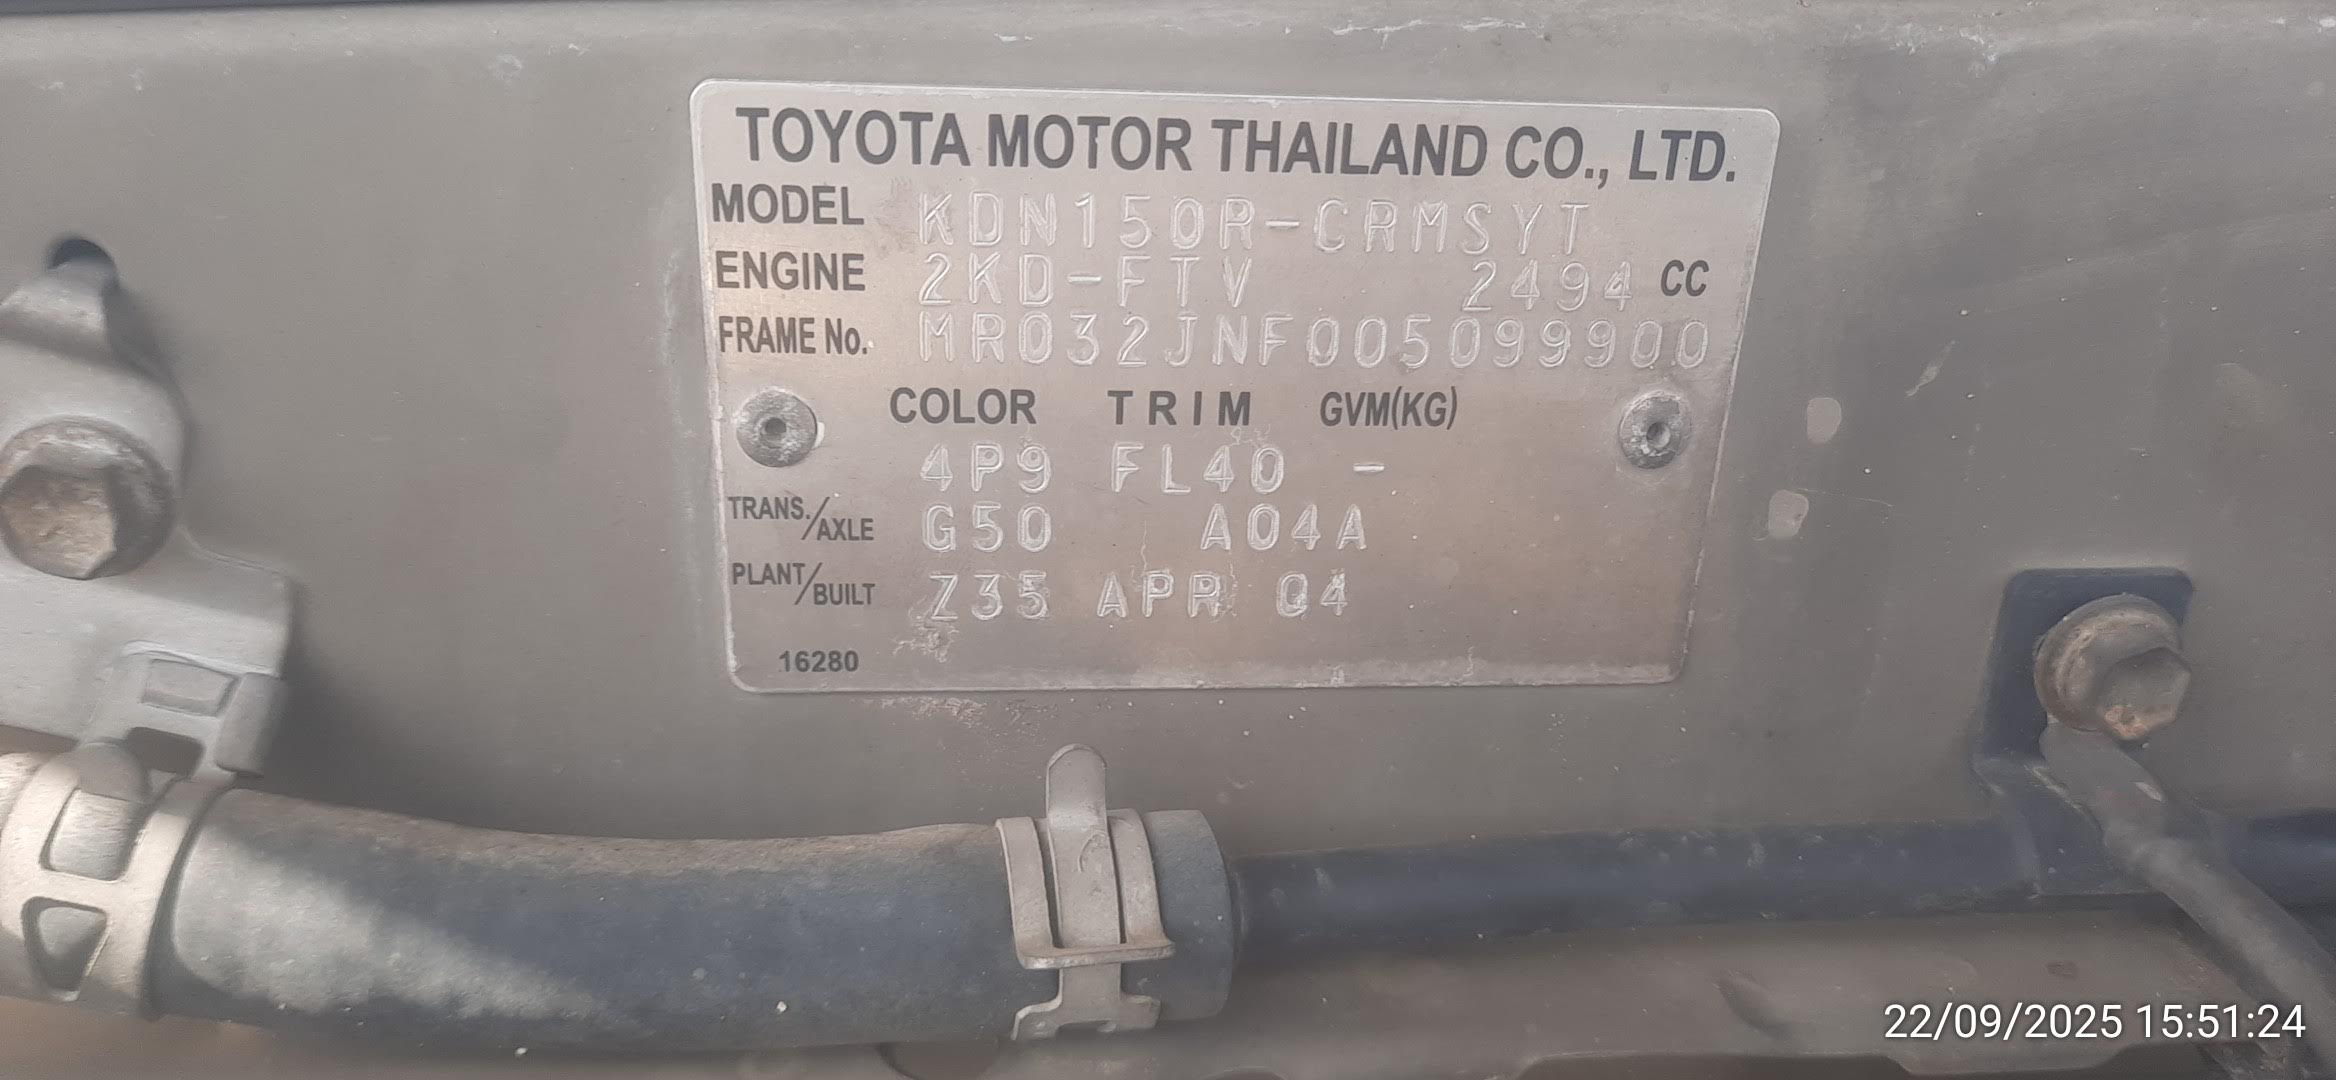 TOYOTA MOTOR THAILAND CO., LTD.
MODEL KDN150R-CRMSYT
ENGINE 2KD-FTV 2494 CC
FRAME No. MR032JNF005099900
COLOR TRIM GVM(KG)
4P9 FL40 -
TRANS./AXLE G50 A04A
PLANT/BUILT Z35 APR 04
16280
22/09/2025 15:51:24